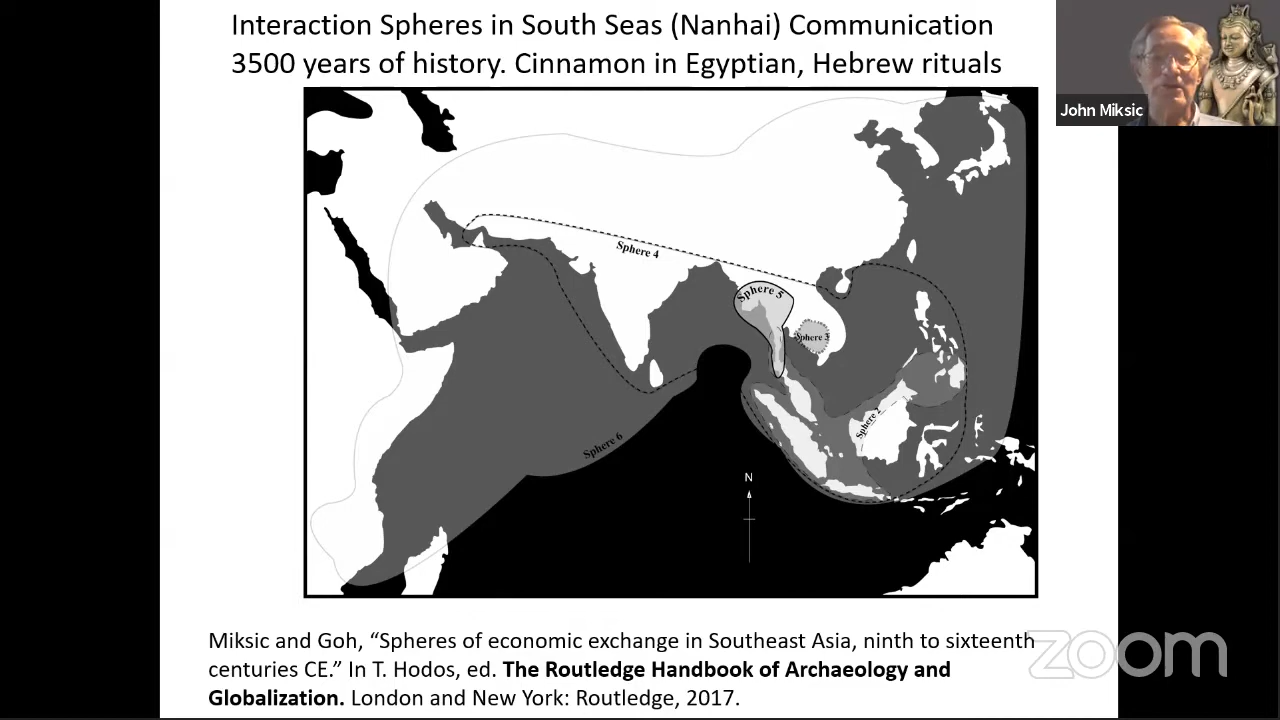 Interaction Spheres in South Seas (Nanhai) Communication
3500 years of history. Cinnamon in Egyptian, Hebrew rituals
John Miksic
Sphere 4
Sphere 5
Sphere 3
Sphere 2
Sphere 6
N
Miksic and Goh, “Spheres of economic exchange in Southeast Asia, ninth to sixteenth
centuries CE.” In T. Hodos, ed. The Routledge Handbook of Archaeology and
Globalization. London and New York: Routledge, 2017.
zoom